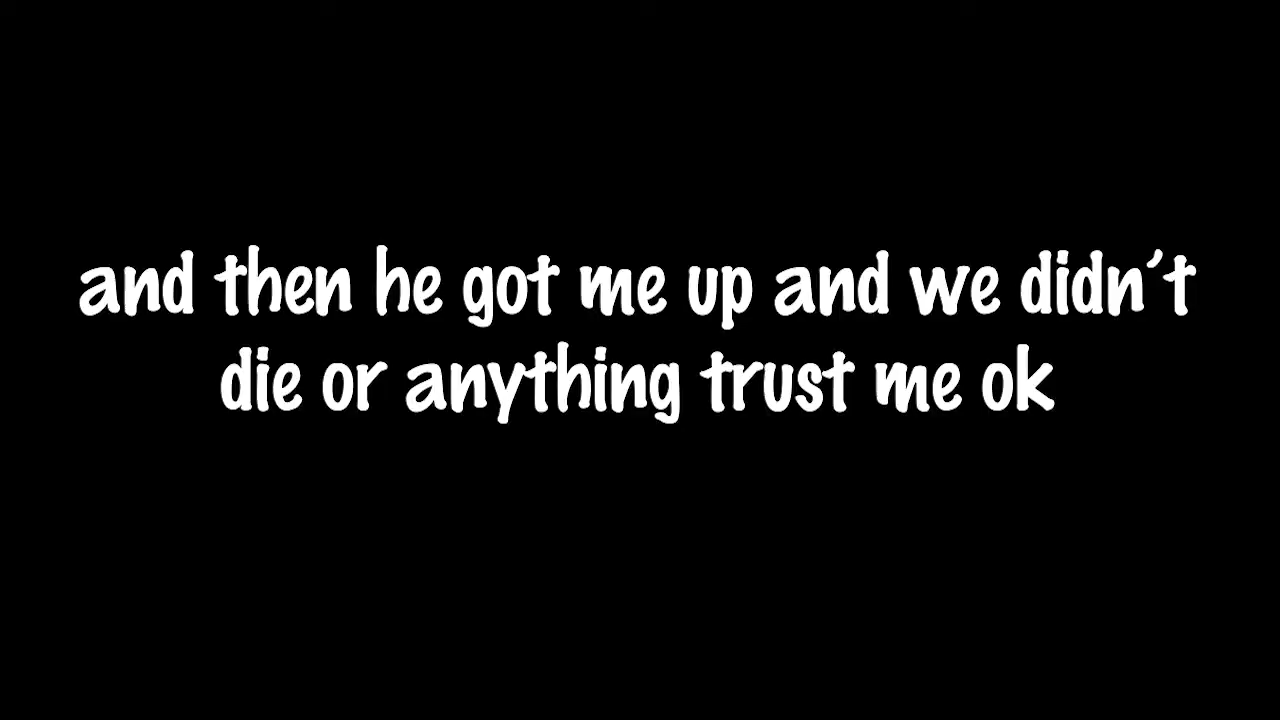 and then he got me up and we didn't
die or anything trust me ok